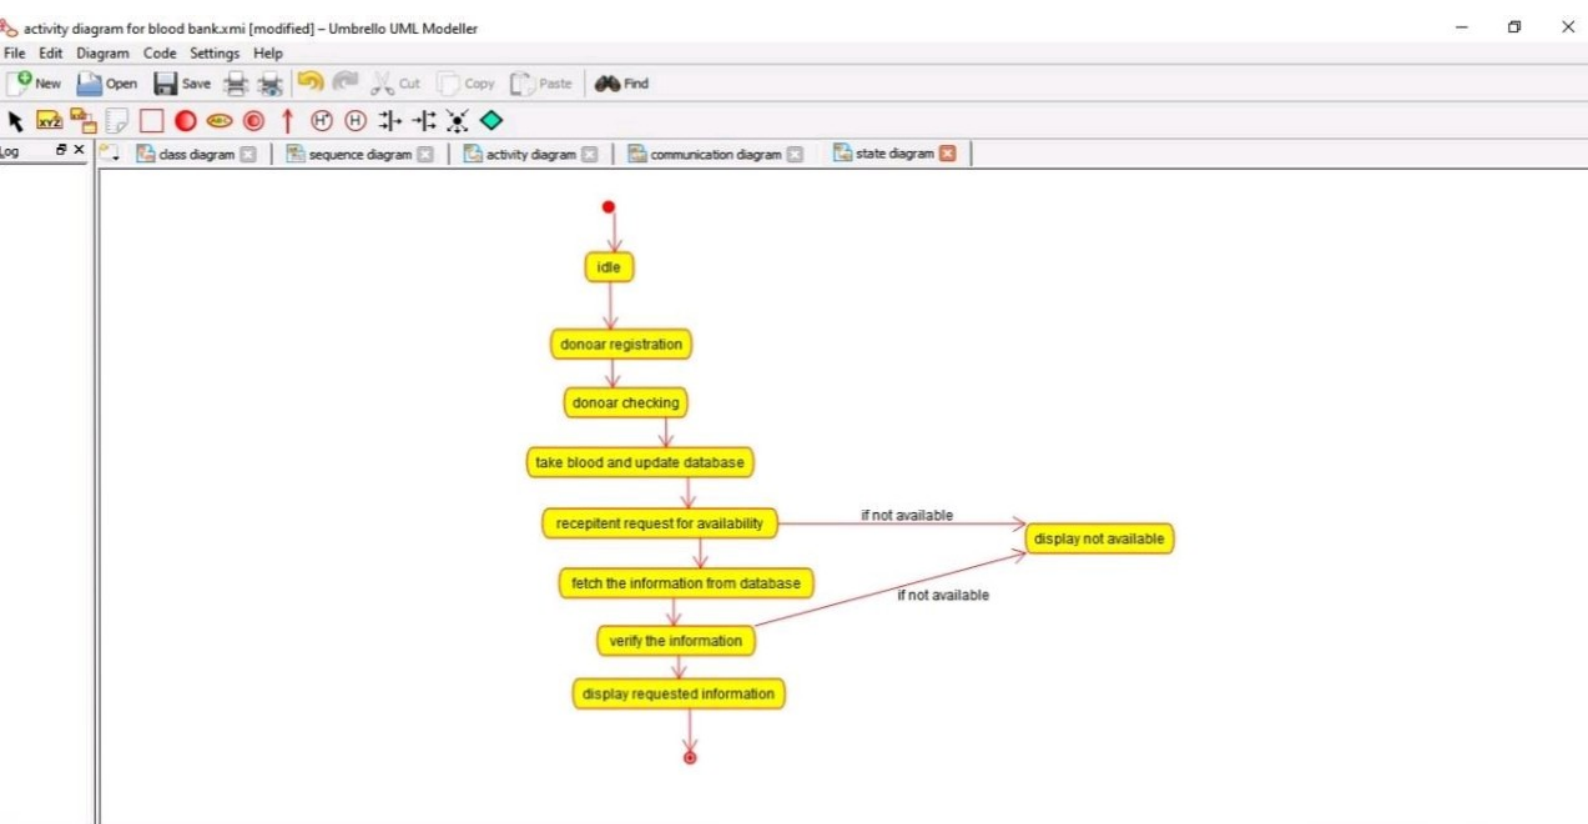 activity diagram for blood bank.xmi [modified] – Umbrello UML Modeller
File Edit Diagram Code Settings Help
New Open Save Cut Copy Paste Find
XYZ ABC H* H
Log class diagram sequence diagram activity diagram communication diagram state diagram
idle
donoar registration
donoar checking
take blood and update database
recepitent request for availability
if not available
display not available
fetch the information from database
if not available
verify the information
display requested information